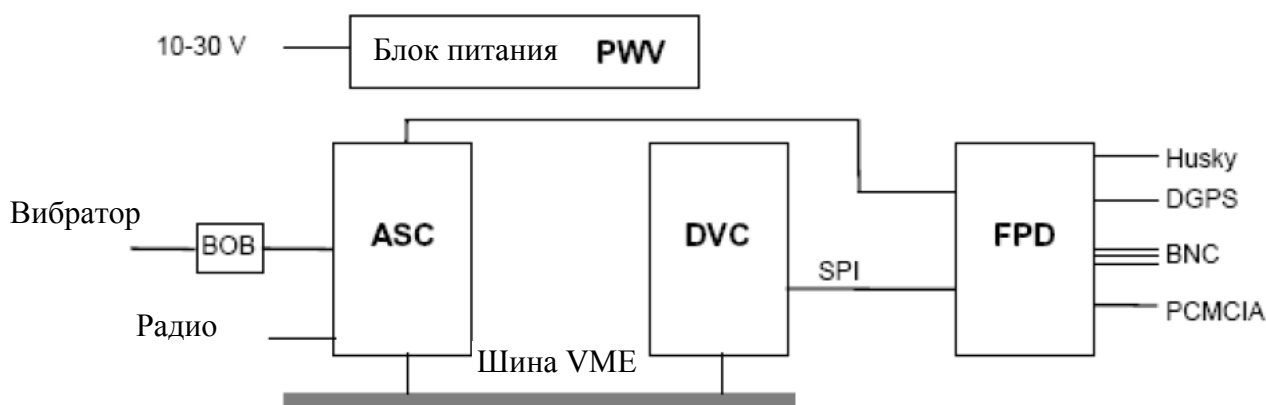 10-30 V
Блок питания PWV
Husky
Вибратор
DGPS
BOB
ASC
DVC
FPD
BNC
SPI
Радио
PCMCIA
Шина VME